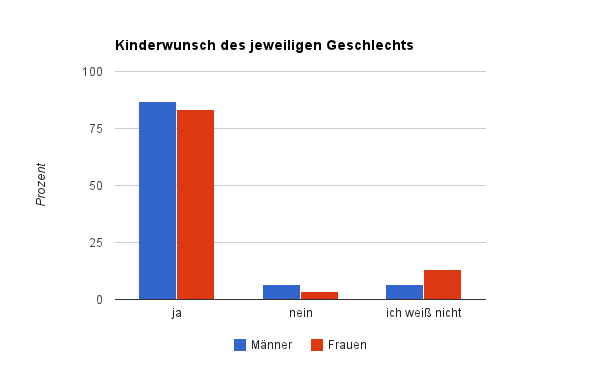 Kinderwunsch des jeweiligen Geschlechts
100
75
50
25
0
Prozent
ja nein ich weiß nicht
Männer Frauen